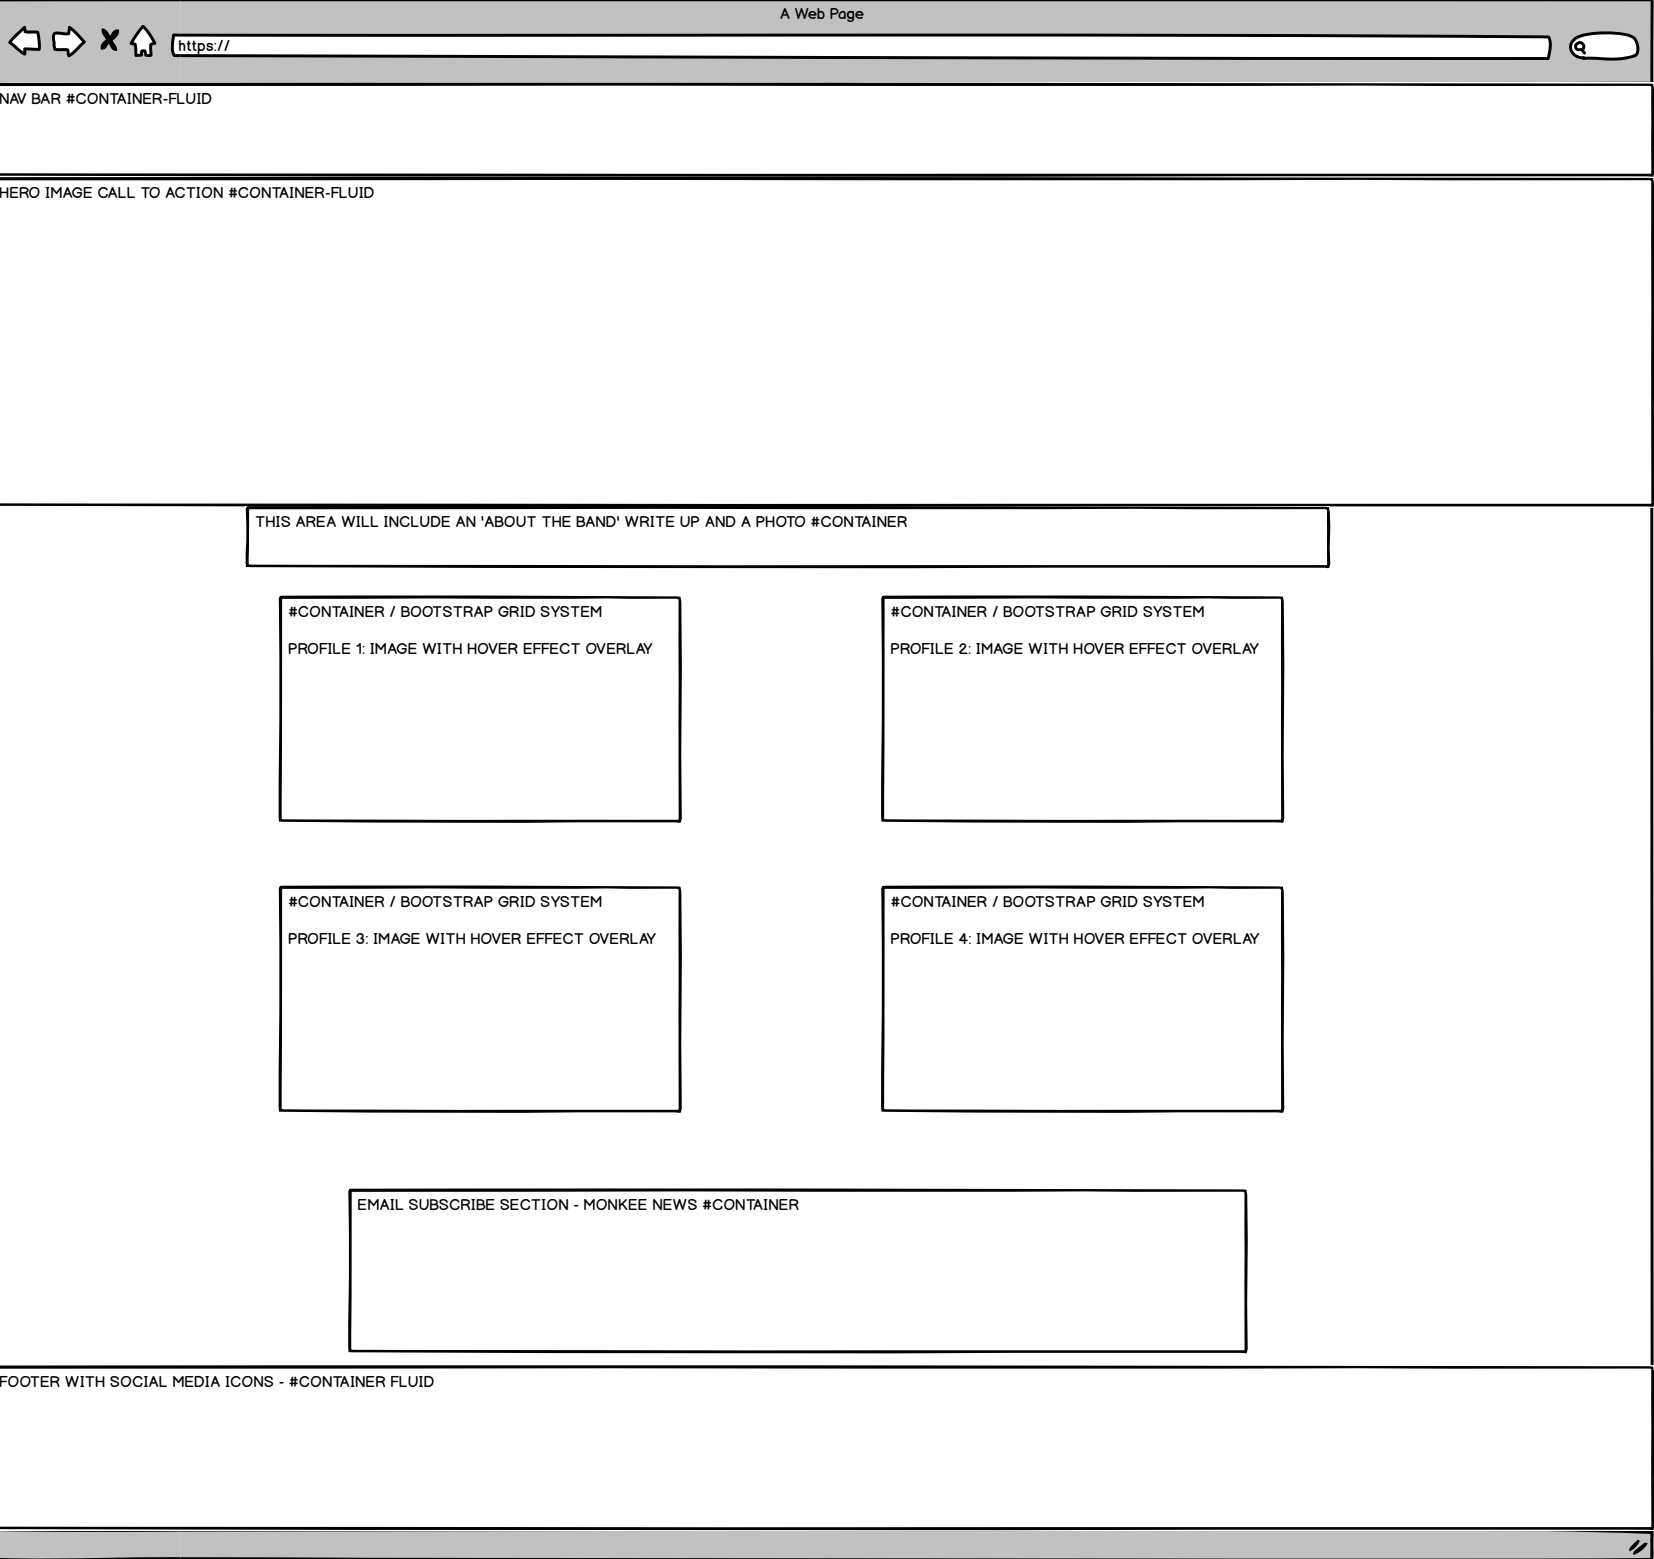 A Web Page
https://
NAV BAR #CONTAINER-FLUID
HERO IMAGE CALL TO ACTION #CONTAINER-FLUID
THIS AREA WILL INCLUDE AN 'ABOUT THE BAND' WRITE UP AND A PHOTO #CONTAINER
#CONTAINER / BOOTSTRAP GRID SYSTEM
PROFILE 1: IMAGE WITH HOVER EFFECT OVERLAY
#CONTAINER / BOOTSTRAP GRID SYSTEM
PROFILE 2: IMAGE WITH HOVER EFFECT OVERLAY
#CONTAINER / BOOTSTRAP GRID SYSTEM
PROFILE 3: IMAGE WITH HOVER EFFECT OVERLAY
#CONTAINER / BOOTSTRAP GRID SYSTEM
PROFILE 4: IMAGE WITH HOVER EFFECT OVERLAY
EMAIL SUBSCRIBE SECTION - MONKEE NEWS #CONTAINER
FOOTER WITH SOCIAL MEDIA ICONS - #CONTAINER FLUID